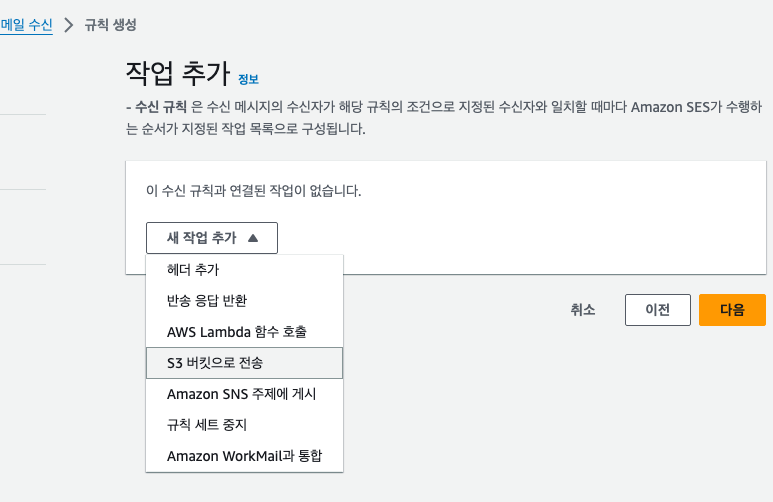 메일 수신 > 규칙 생성
작업 추가 정보
- 수신 규칙 은 수신 메시지의 수신자가 해당 규칙의 조건으로 지정된 수신자와 일치할 때마다 Amazon SES가 수행하
는 순서가 지정된 작업 목록으로 구성됩니다.
이 수신 규칙과 연결된 작업이 없습니다.
새 작업 추가 ▲
헤더 추가
반송 응답 반환
AWS Lambda 함수 호출
S3 버킷으로 전송
Amazon SNS 주제에 게시
규칙 세트 중지
Amazon WorkMail과 통합
취소 이전 다음